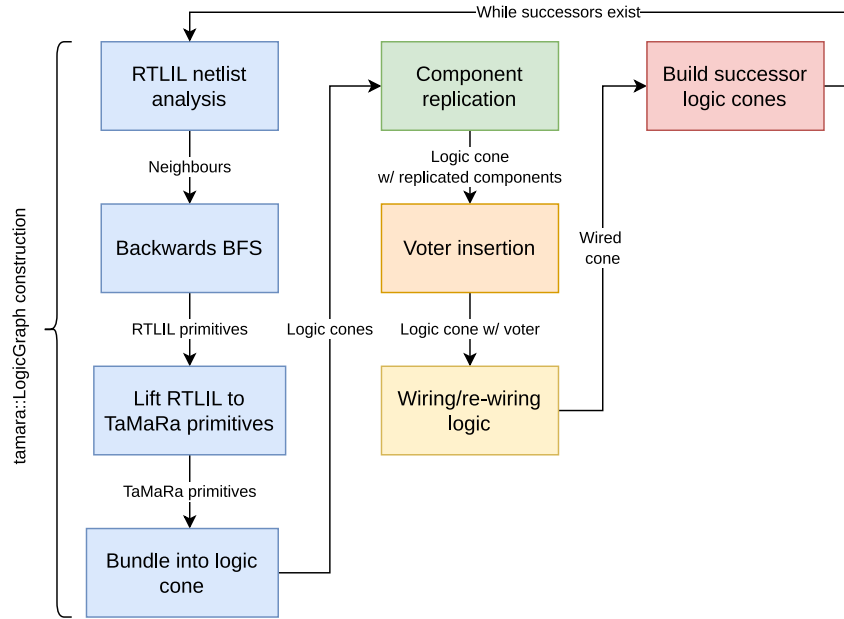 While successors exist
RTLIL netlist
analysis
Component
replication
Build successor
logic cones
Neighbours
Logic cone
w/ replicated components
Backwards BFS
Voter insertion
Wired
cone
tamara::LogicGraph construction
RTLIL primitives
Logic cones
Logic cone w/ voter
Lift RTLIL to
TaMaRa primitives
Wiring/re-wiring
logic
TaMaRa primitives
Bundle into logic
cone